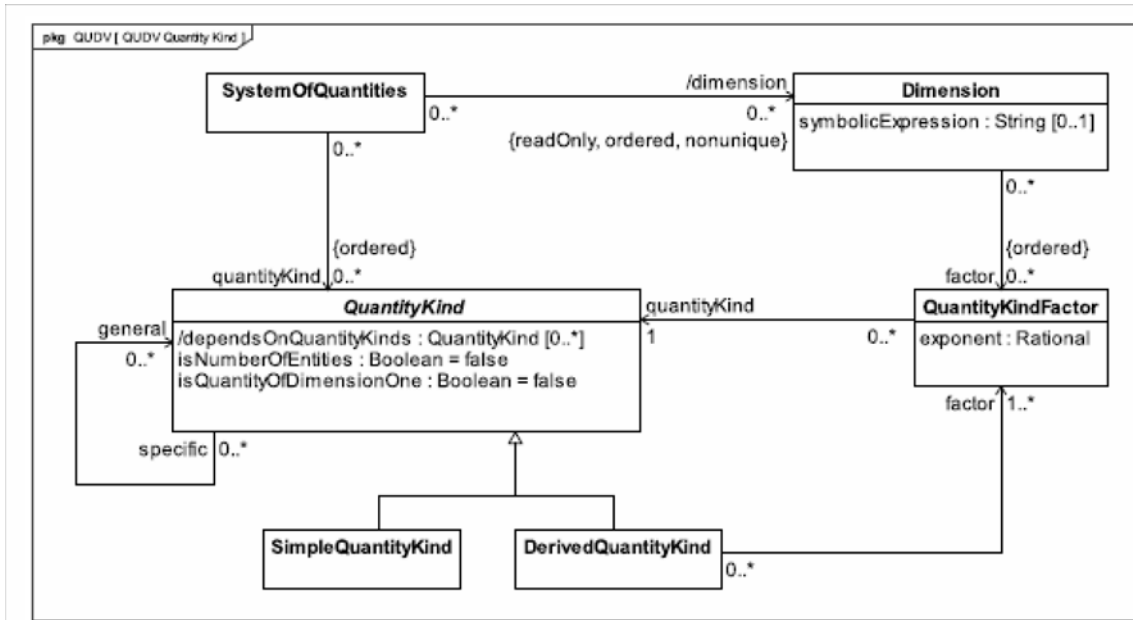 pkg QUDV [ QUDV Quantity Kind ]
SystemOfQuantities
/dimension
0..*
0..*
{readOnly, ordered, nonunique}
Dimension
symbolicExpression : String [0..1]
0..*
0..*
{ordered}
quantityKind
0..*
{ordered}
factor
0..*
QuantityKind
/dependsOnQuantityKinds : QuantityKind [0..*]
isNumberOfEntities : Boolean = false
isQuantityOfDimensionOne : Boolean = false
general
0..*
specific
0..*
quantityKind
1
0..*
QuantityKindFactor
exponent : Rational
factor
1..*
SimpleQuantityKind
DerivedQuantityKind
0..*